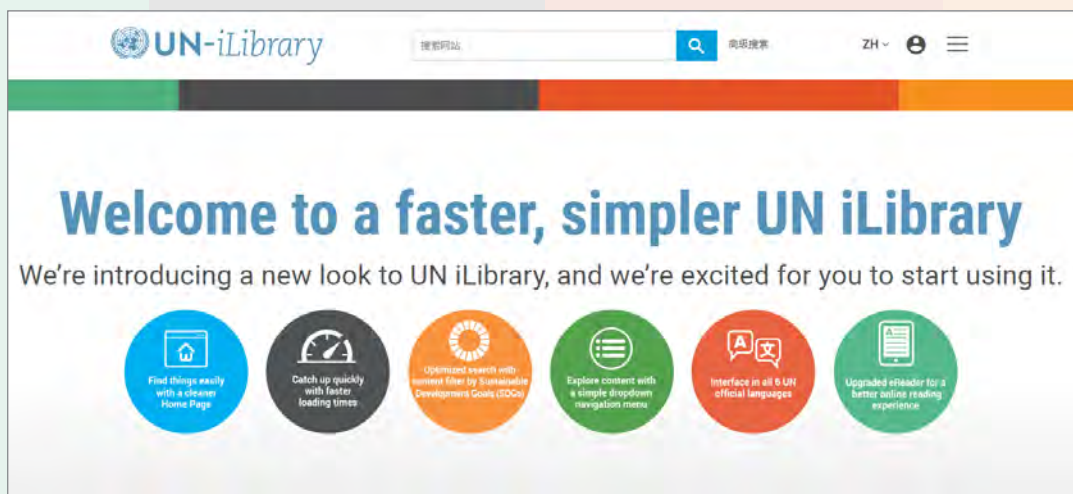 UN-iLibrary
搜索网站
高级搜索
ZH
Welcome to a faster, simpler UN iLibrary
We're introducing a new look to UN iLibrary, and we're excited for you to start using it.
Find things easily
with a cleaner
Home Page
Catch up quickly
with faster
loading times
Optimized search with
content filter by Sustainable
Development Goals (SDGs)
Explore content with
a simple dropdown
navigation menu
A 文
Interface in all 6 UN
official languages
A
Upgraded eReader for a
better online reading
experience